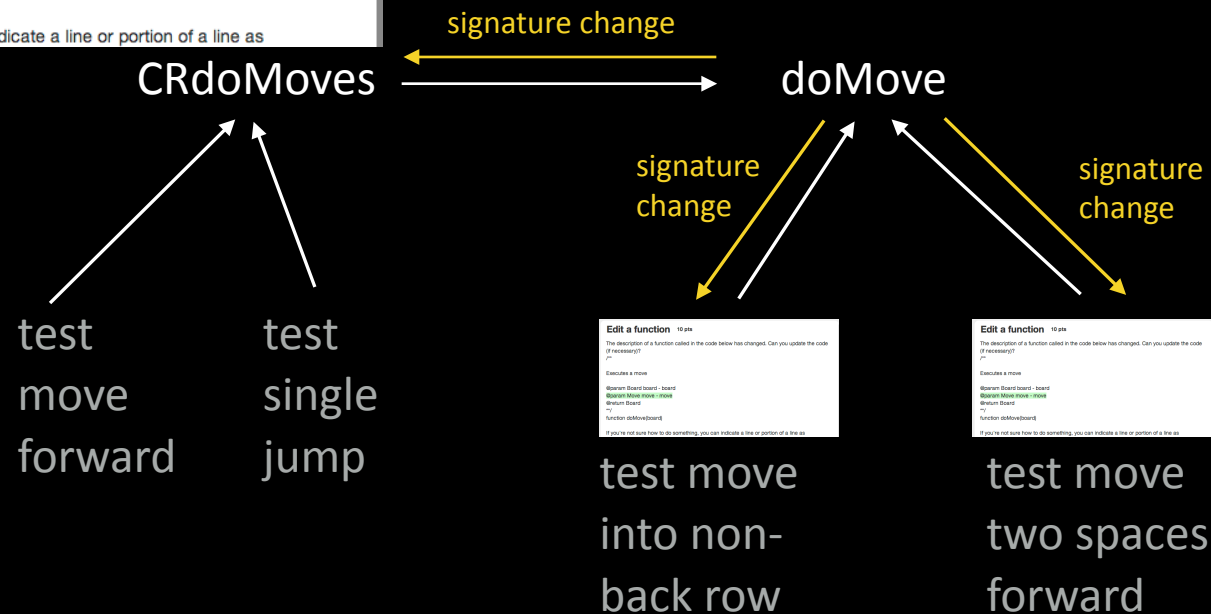 dicate a line or portion of a line as
signature change
CRdoMoves
doMove
signature
change
signature
change
test
move
forward
test
single
jump
Edit a function 10 pts
The description of a function called in the code below has changed. Can you update the code
(if necessary)?
/**
Executes a move
@param Board board - board
@param Move move - move
@return Board
**/
function doMove(board)
If you're not sure how to do something, you can indicate a line or portion of a line as
test move
into non-
back row
Edit a function 10 pts
The description of a function called in the code below has changed. Can you update the code
(if necessary)?
/**
Executes a move
@param Board board - board
@param Move move - move
@return Board
**/
function doMove(board)
If you're not sure how to do something, you can indicate a line or portion of a line as
test move
two spaces
forward